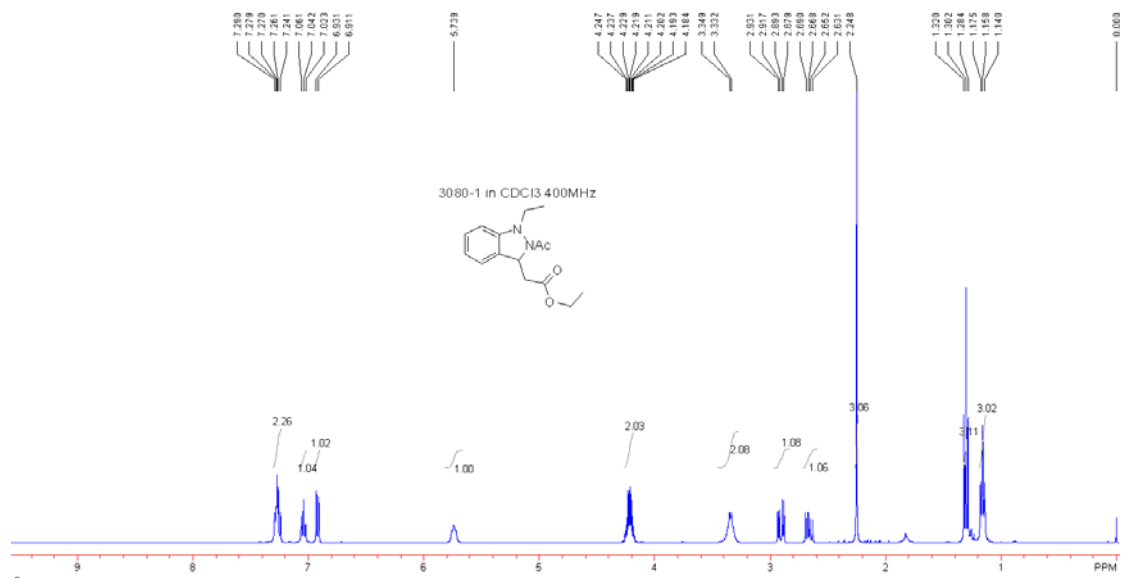 7.290 7.279 7.270 7.261 7.241 7.061 7.042 7.023 6.931 6.911 5.739 4.247 4.237 4.229 4.219 4.211 4.202 4.193 4.184 3.349 3.332 2.931 2.917 2.893 2.879 2.690 2.668 2.652 2.631 2.248 1.320 1.302 1.284 1.175 1.158 1.140 0.000
3080-1 in CDCl3 400MHz
N
NAc
O
O
2.26 1.04 1.02 1.00 2.03 2.08 1.08 1.06 3.06 3.11 3.02
9 8 7 6 5 4 3 2 1 PPM